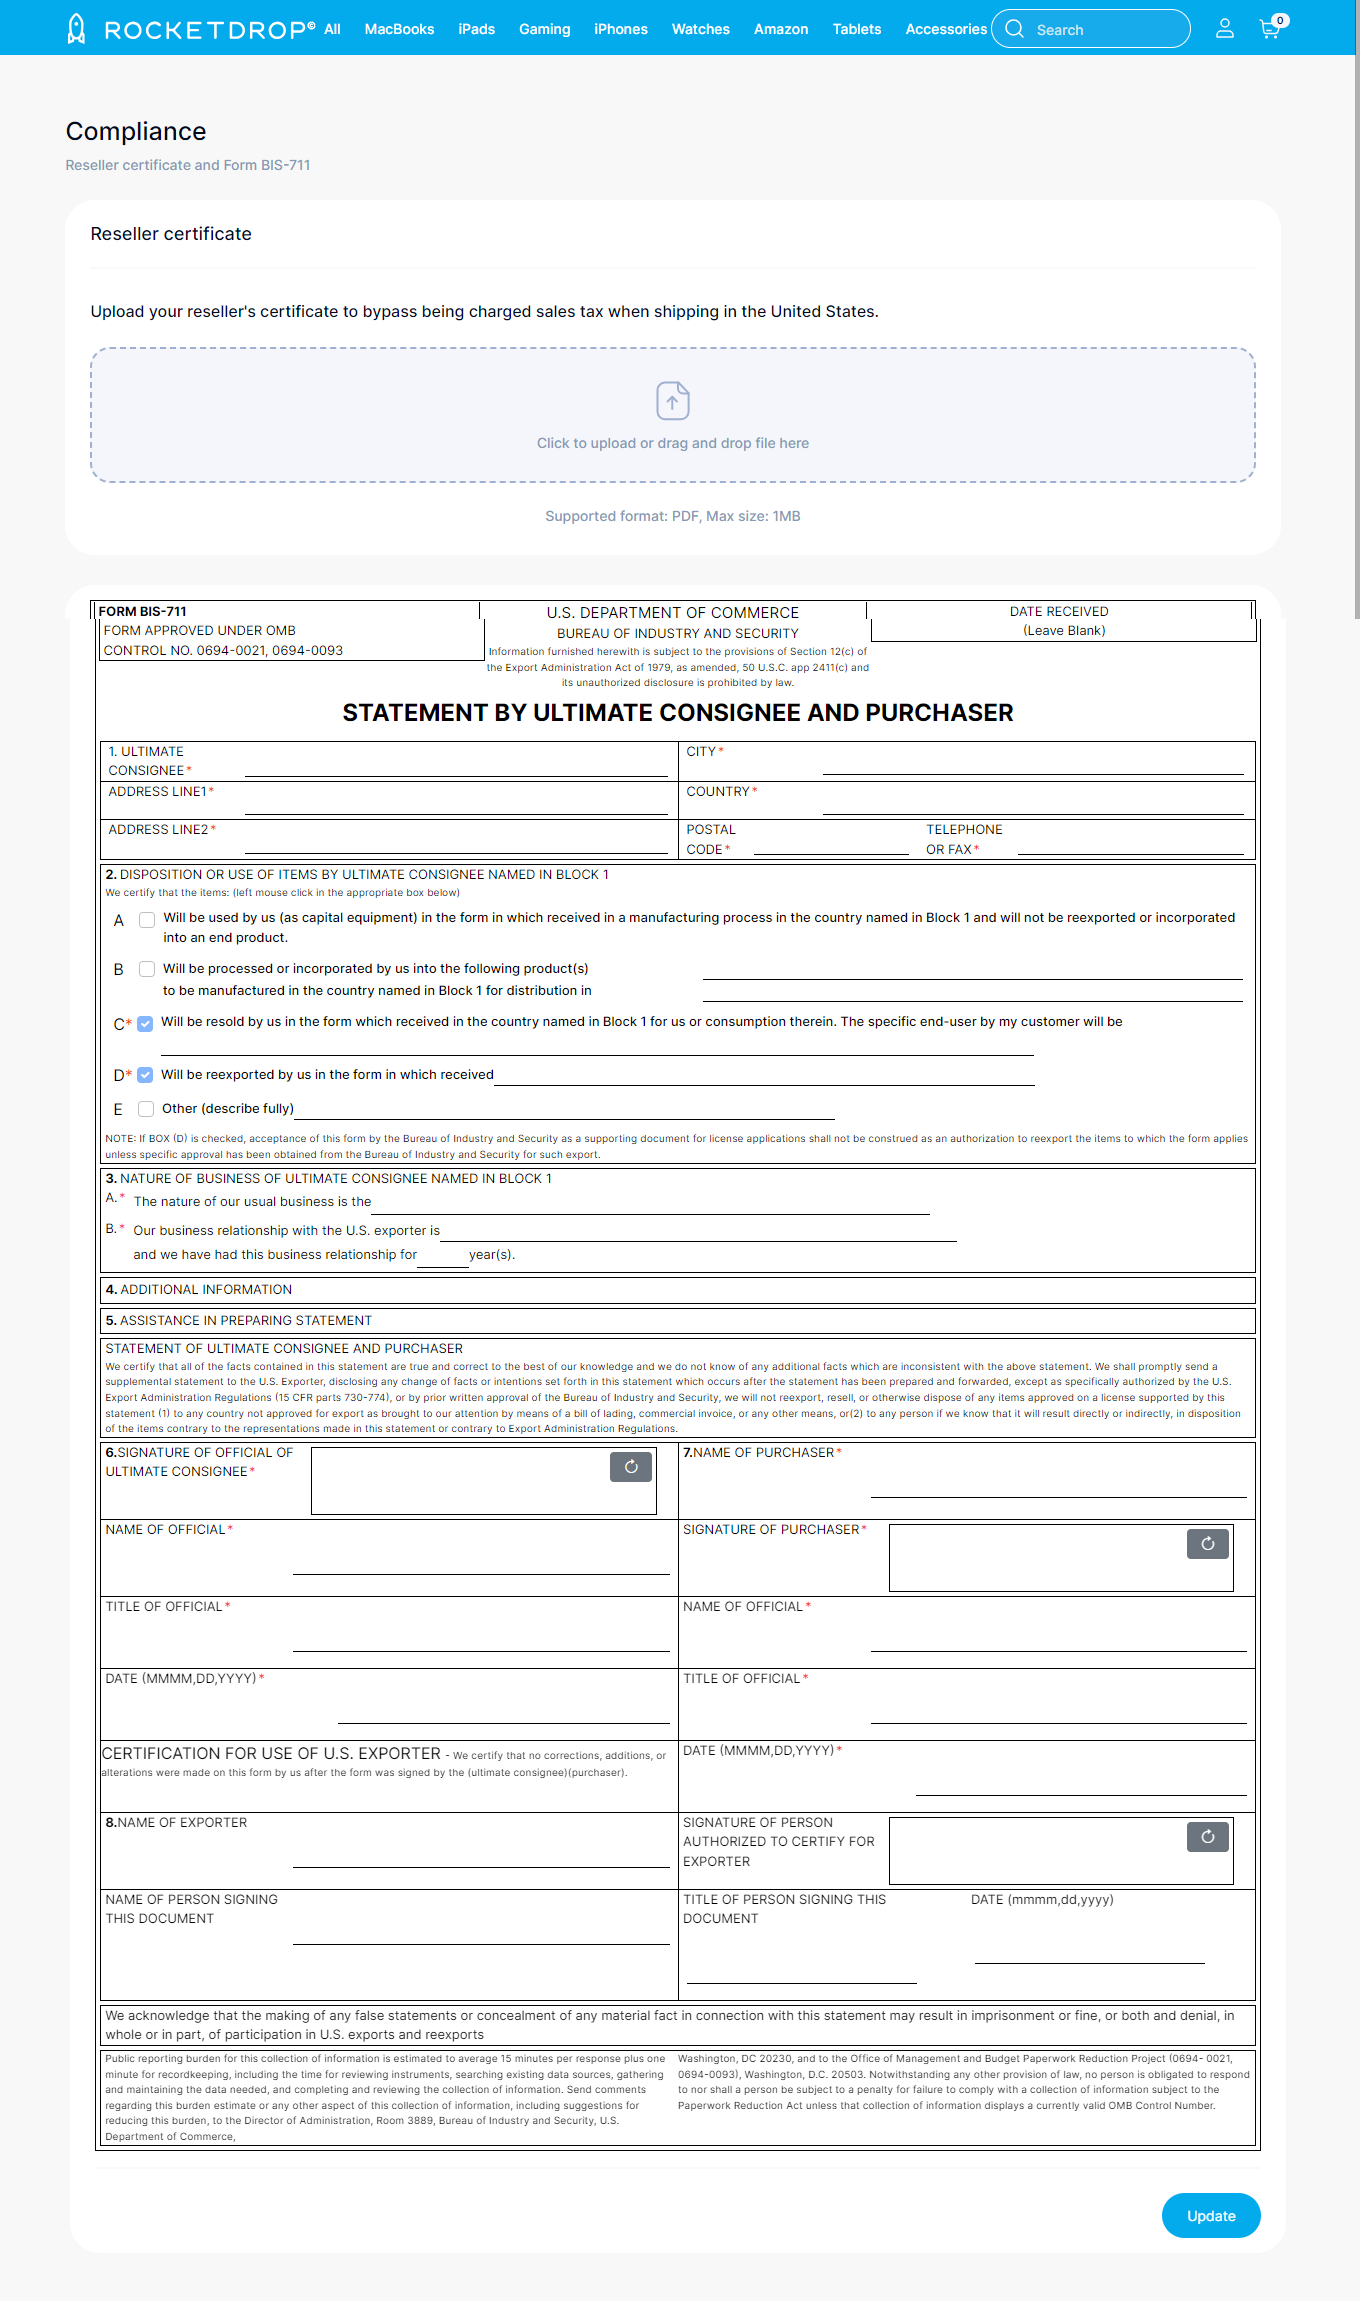 ROCKETDROP© All MacBooks iPads Gaming iPhones Watches Amazon Tablets Accessories Search 0
Compliance
Reseller certificate and Form BIS-711
Reseller certificate
Upload your reseller's certificate to bypass being charged sales tax when shipping in the United States.
Click to upload or drag and drop file here
Supported format: PDF, Max size: 1MB
FORM BIS-711
FORM APPROVED UNDER OMB
CONTROL NO. 0694-0021, 0694-0093
U.S. DEPARTMENT OF COMMERCE
BUREAU OF INDUSTRY AND SECURITY
Information furnished herewith is subject to the provisions of Section 12(c) of
the Export Administration Act of 1979, as amended, 50 U.S.C. app 2411(c) and
its unauthorized disclosure is prohibited by law.
DATE RECEIVED
(Leave Blank)
STATEMENT BY ULTIMATE CONSIGNEE AND PURCHASER
1. ULTIMATE
CONSIGNEE*
CITY*
ADDRESS LINE1*
COUNTRY*
ADDRESS LINE2*
POSTAL
CODE*
TELEPHONE
OR FAX*
2. DISPOSITION OR USE OF ITEMS BY ULTIMATE CONSIGNEE NAMED IN BLOCK 1
We certify that the items: (left mouse click in the appropriate box below)
A Will be used by us (as capital equipment) in the form in which received in a manufacturing process in the country named in Block 1 and will not be reexported or incorporated
into an end product.
B Will be processed or incorporated by us into the following product(s)
to be manufactured in the country named in Block 1 for distribution in
C* Will be resold by us in the form which received in the country named in Block 1 for us or consumption therein. The specific end-user by my customer will be
D* Will be reexported by us in the form in which received
E Other (describe fully)
NOTE: If BOX (D) is checked, acceptance of this form by the Bureau of Industry and Security as a supporting document for license applications shall not be construed as an authorization to reexport the items to which the form applies
unless specific approval has been obtained from the Bureau of Industry and Security for such export.
3. NATURE OF BUSINESS OF ULTIMATE CONSIGNEE NAMED IN BLOCK 1
A.* The nature of our usual business is the
B.* Our business relationship with the U.S. exporter is
and we have had this business relationship for year(s).
4. ADDITIONAL INFORMATION
5. ASSISTANCE IN PREPARING STATEMENT
STATEMENT OF ULTIMATE CONSIGNEE AND PURCHASER
We certify that all of the facts contained in this statement are true and correct to the best of our knowledge and we do not know of any additional facts which are inconsistent with the above statement. We shall promptly send a
supplemental statement to the U.S. Exporter, disclosing any change of facts or intentions set forth in this statement which occurs after the statement has been prepared and forwarded, except as specifically authorized by the U.S.
Export Administration Regulations (15 CFR parts 730-774), or by prior written approval of the Bureau of Industry and Security, we will not reexport, resell, or otherwise dispose of any items approved on a license supported by this
statement (1) to any country not approved for export as brought to our attention by means of a bill of lading, commercial invoice, or any other means, or(2) to any person if we know that it will result directly or indirectly, in disposition
of the items contrary to the representations made in this statement or contrary to Export Administration Regulations.
6.SIGNATURE OF OFFICIAL OF
ULTIMATE CONSIGNEE*
7.NAME OF PURCHASER*
NAME OF OFFICIAL*
SIGNATURE OF PURCHASER*
TITLE OF OFFICIAL*
NAME OF OFFICIAL*
DATE (MMMM,DD,YYYY)*
TITLE OF OFFICIAL*
CERTIFICATION FOR USE OF U.S. EXPORTER - We certify that no corrections, additions, or
alterations were made on this form by us after the form was signed by the (ultimate consignee)(purchaser).
DATE (MMMM,DD,YYYY)*
8.NAME OF EXPORTER
SIGNATURE OF PERSON
AUTHORIZED TO CERTIFY FOR
EXPORTER
NAME OF PERSON SIGNING
THIS DOCUMENT
TITLE OF PERSON SIGNING THIS
DOCUMENT
DATE (mmmm,dd,yyyy)
We acknowledge that the making of any false statements or concealment of any material fact in connection with this statement may result in imprisonment or fine, or both and denial, in
whole or in part, of participation in U.S. exports and reexports
Public reporting burden for this collection of information is estimated to average 15 minutes per response plus one
minute for recordkeeping, including the time for reviewing instruments, searching existing data sources, gathering
and maintaining the data needed, and completing and reviewing the collection of information. Send comments
regarding this burden estimate or any other aspect of this collection of information, including suggestions for
reducing this burden, to the Director of Administration, Room 3889, Bureau of Industry and Security, U.S.
Department of Commerce,
Washington, DC 20230, and to the Office of Management and Budget Paperwork Reduction Project (0694- 0021,
0694-0093), Washington, D.C. 20503. Notwithstanding any other provision of law, no person is obligated to respond
to nor shall a person be subject to a penalty for failure to comply with a collection of information subject to the
Paperwork Reduction Act unless that collection of information displays a currently valid OMB Control Number.
Update